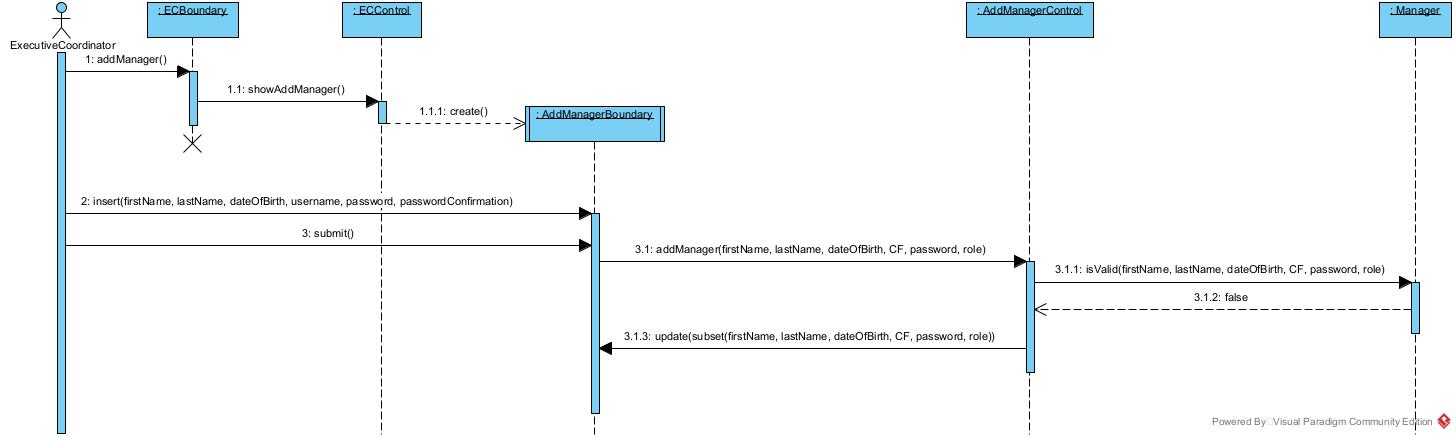 : ECBoundary
: ECControl
: AddManagerControl
: Manager
ExecutiveCoordinator
1: addManager()
1.1: showAddManager()
1.1.1: create()
: AddManagerBoundary
2: insert(firstName, lastName, dateOfBirth, username, password, passwordConfirmation)
3: submit()
3.1: addManager(firstName, lastName, dateOfBirth, CF, password, role)
3.1.1: isValid(firstName, lastName, dateOfBirth, CF, password, role)
3.1.2: false
3.1.3: update(subset(firstName, lastName, dateOfBirth, CF, password, role))
Powered By Visual Paradigm Community Edition